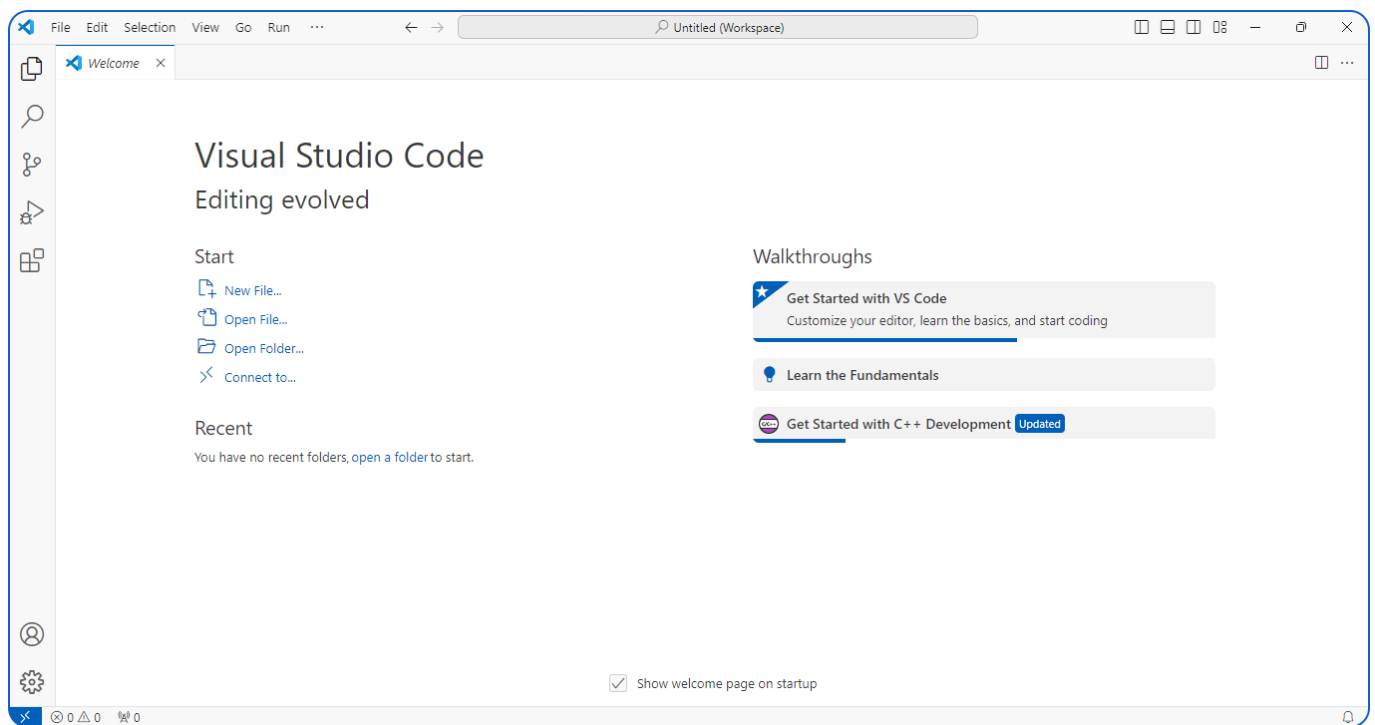 File Edit Selection View Go Run ··· Untitled (Workspace)
Welcome
Visual Studio Code
Editing evolved
Start
New File...
Open File...
Open Folder...
Connect to...
Recent
You have no recent folders, open a folder to start.
Walkthroughs
Get Started with VS Code
Customize your editor, learn the basics, and start coding
Learn the Fundamentals
C/C++ Get Started with C++ Development Updated
Show welcome page on startup
0 0 0